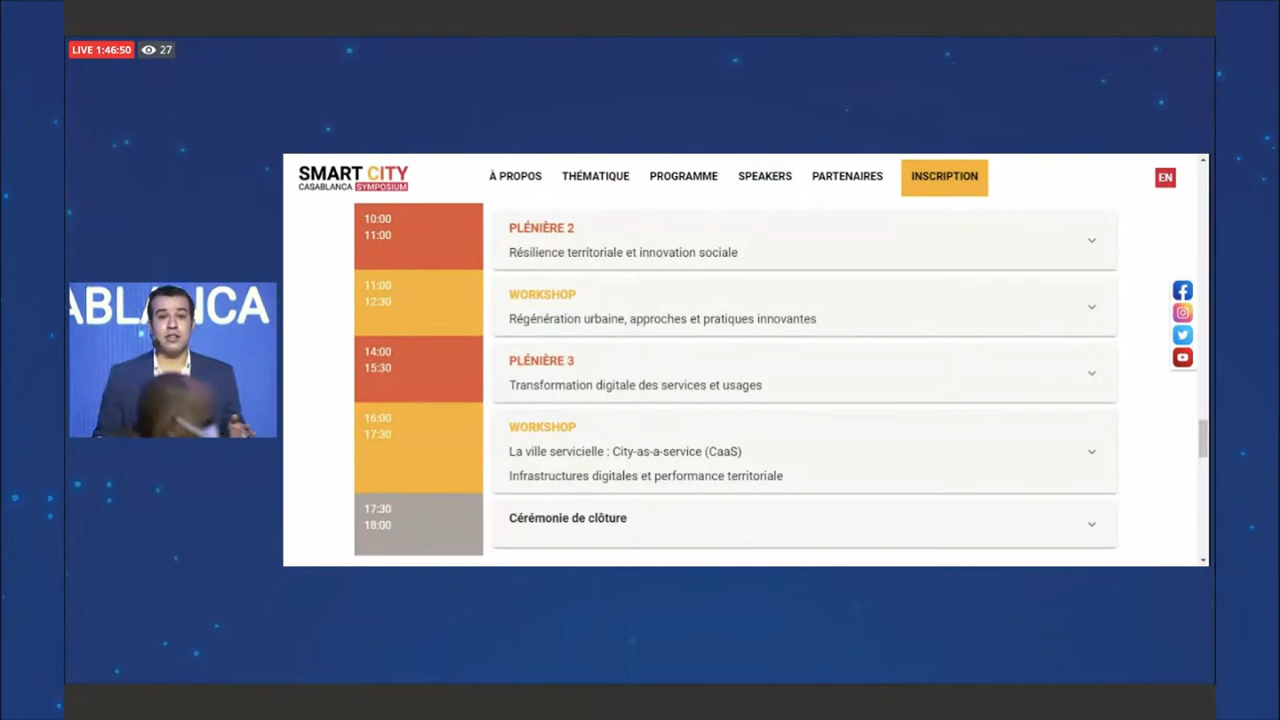 LIVE 1:46:50 27
SMART CITY
CASABLANCA SYMPOSIUM
À PROPOS THÉMATIQUE PROGRAMME SPEAKERS PARTENAIRES INSCRIPTION EN
10:00
11:00
PLÉNIÈRE 2
Résilience territoriale et innovation sociale
11:00
12:30
WORKSHOP
Régénération urbaine, approches et pratiques innovantes
14:00
15:30
PLÉNIÈRE 3
Transformation digitale des services et usages
16:00
17:30
WORKSHOP
La ville servicielle : City-as-a-service (CaaS)
Infrastructures digitales et performance territoriale
17:30
18:00
Cérémonie de clôture
ABLANCA